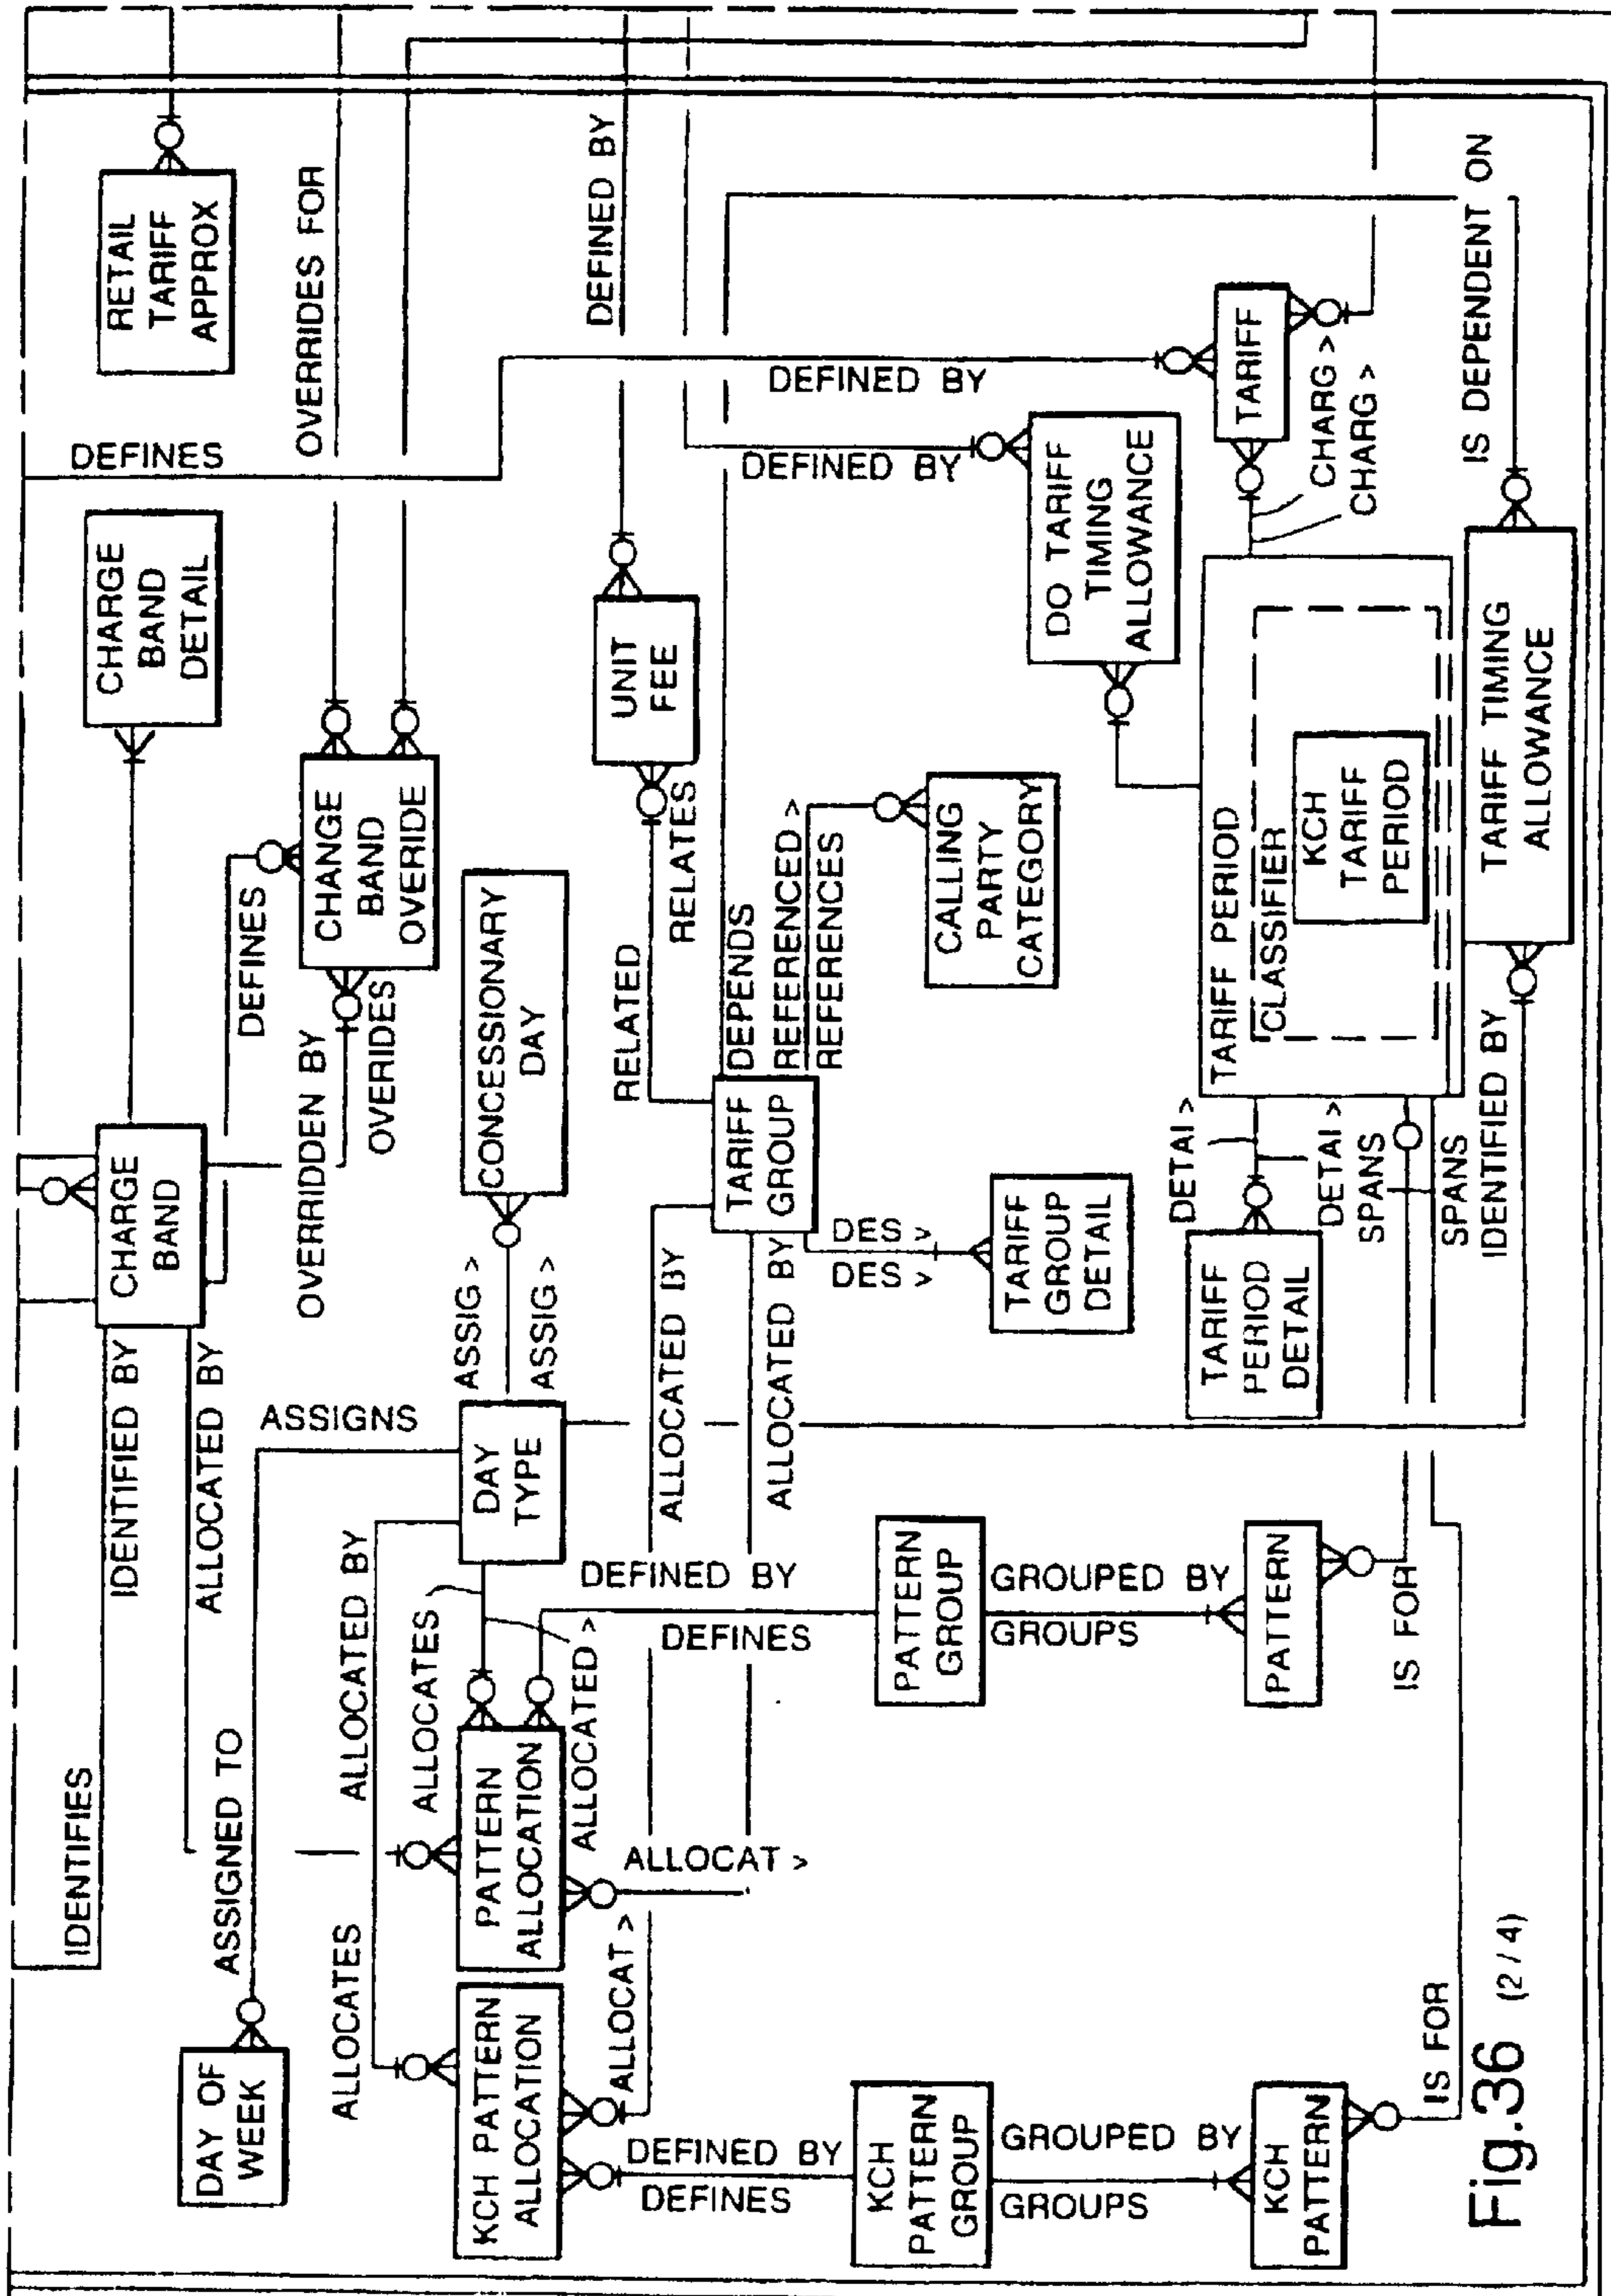 IDENTIFIES
IDENTIFIED BY
ALLOCATED BY
CHARGE
BAND
CHARGE
BAND
DETAIL
DEFINES
RETAIL
TARIFF
APPROX
DAY OF
WEEK
ASSIGNED TO
ASSIGNS
OVERRIDDEN BY
OVERIDES
DEFINES
CHANGE
BAND
OVERIDE
OVERRIDES FOR
ALLOCATES
ALLOCATED BY
ALLOCATES
KCH PATTERN
ALLOCATION
PATTERN
ALLOCATION
DAY
TYPE
ASSIG >
ASSIG >
CONCESSIONARY
DAY
ALLOCATED >
ALLOCAT >
ALLOCAT >
DEFINED BY
DEFINES
DEFINED BY
DEFINES
ALLOCATED BY
ALLOCATED BY
RELATED
RELATES
UNIT
FEE
DEFINED BY
TARIFF
GROUP
DEPENDS
REFERENCED >
REFERENCES
DES >
DES >
DEFINED BY
DEFINED BY
KCH
PATTERN
GROUP
PATTERN
GROUP
TARIFF
GROUP
DETAIL
CALLING
PARTY
CATEGORY
DO TARIFF
TIMING
ALLOWANCE
GROUPED BY
GROUPS
GROUPED BY
GROUPS
KCH
PATTERN
PATTERN
TARIFF
PERIOD
DETAIL
DETAI >
DETAI >
TARIFF PERIOD
CLASSIFIER
KCH
TARIFF
PERIOD
TARIFF
CHARG >
CHARG >
IS FOR
IS FOR
SPANS
SPANS
IDENTIFIED BY
TARIFF TIMING
ALLOWANCE
IS DEPENDENT ON
Fig.36 (2/4)